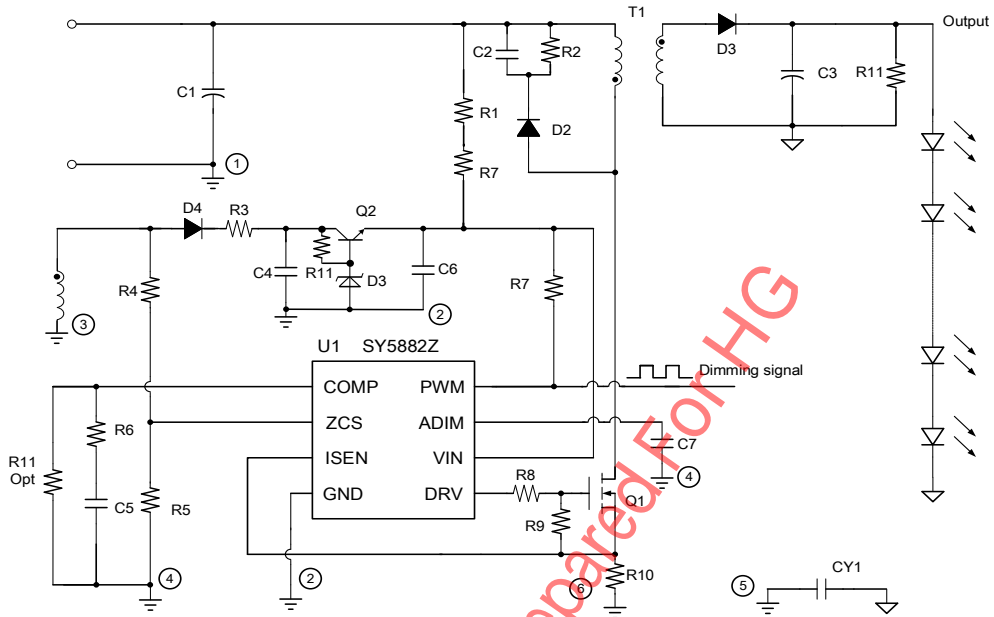 T1
Output
D3
C2
R2
C3
R11
C1
R1
D2
1
R7
D4
R3
Q2
C4
R11
D3
C6
R7
R4
3
2
U1 SY5882Z
Dimming signal
COMP
PWM
ZCS
ADIM
ISEN
VIN
GND
DRV
R6
R11
Opt
C5
R5
C7
4
R8
Q1
R9
4
2
6
R10
5
CY1
epared For HG